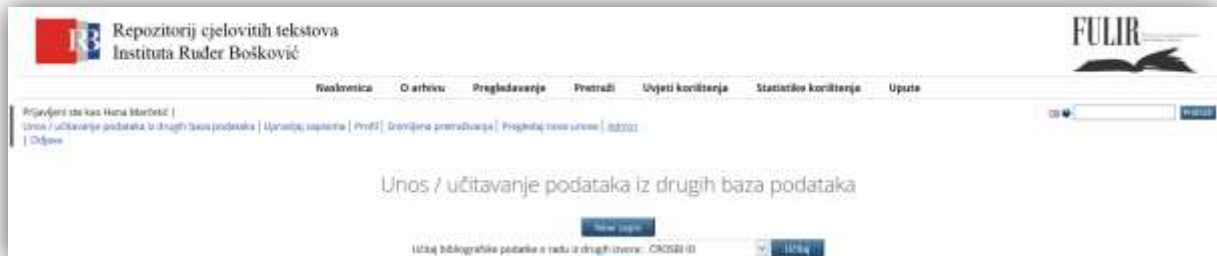 Repozitorij cjelovitih tekstova
Instituta Ruđer Bošković
FULIR
Naslovnica O arhivu Pregledavanje Pretraži Uvjeti korištenja Statistike korištenja Upute
Prijavljeni ste kao Hana Marčetić |
Unos / učitavanje podataka iz drugih baza podataka | Upravljaj zapisima | Profil | Snimljena pretraživanja | Pregledaj nove unose | Admin
| Odjava
Pretraži
Unos / učitavanje podataka iz drugih baza podataka
Novi zapis
Učitaj bibliografske podatke o radu iz drugih izvora: CROSBI ID Učitaj